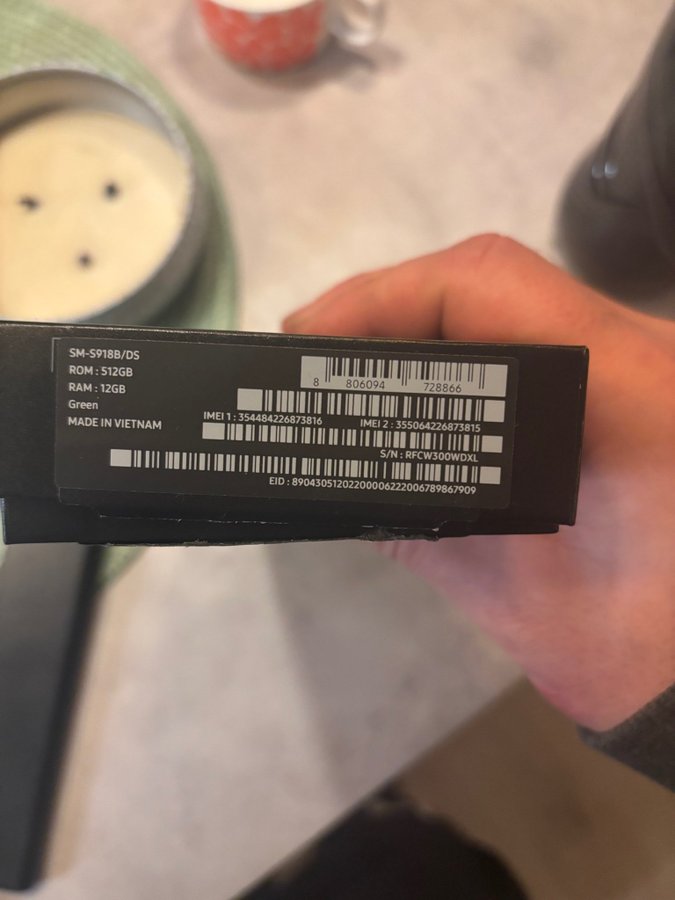 SM-S918B/DS
ROM : 512GB
RAM : 12GB
Green
MADE IN VIETNAM
8 806094 728866
IMEI 1 : 354484226873816 IMEI 2 : 355064226873815
S/N : RFCW300WDXL
EID : 89043051202200006222006789867909